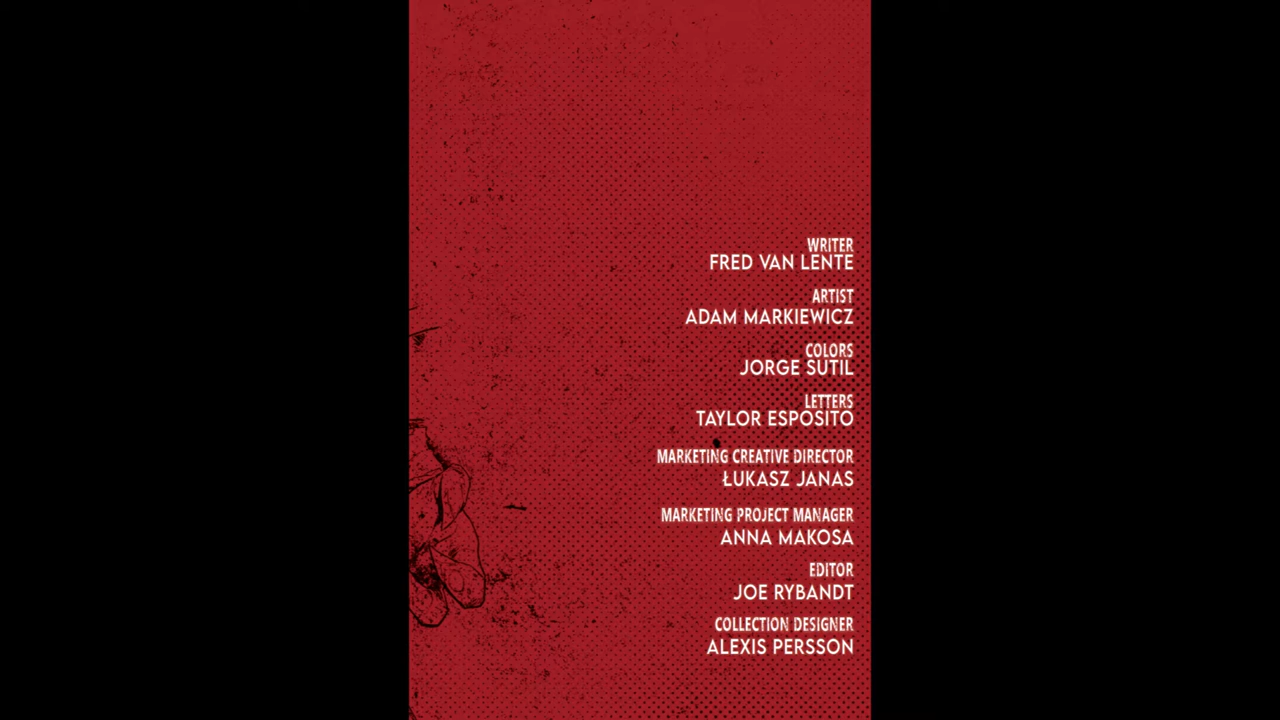 WRITER
FRED VAN LENTE
ARTIST
ADAM MARKIEWICZ
COLORS
JORGE SUTIL
LETTERS
TAYLOR ESPOSITO
MARKETING CREATIVE DIRECTOR
ŁUKASZ JANAS
MARKETING PROJECT MANAGER
ANNA MAKOSA
EDITOR
JOE RYBANDT
COLLECTION DESIGNER
ALEXIS PERSSON